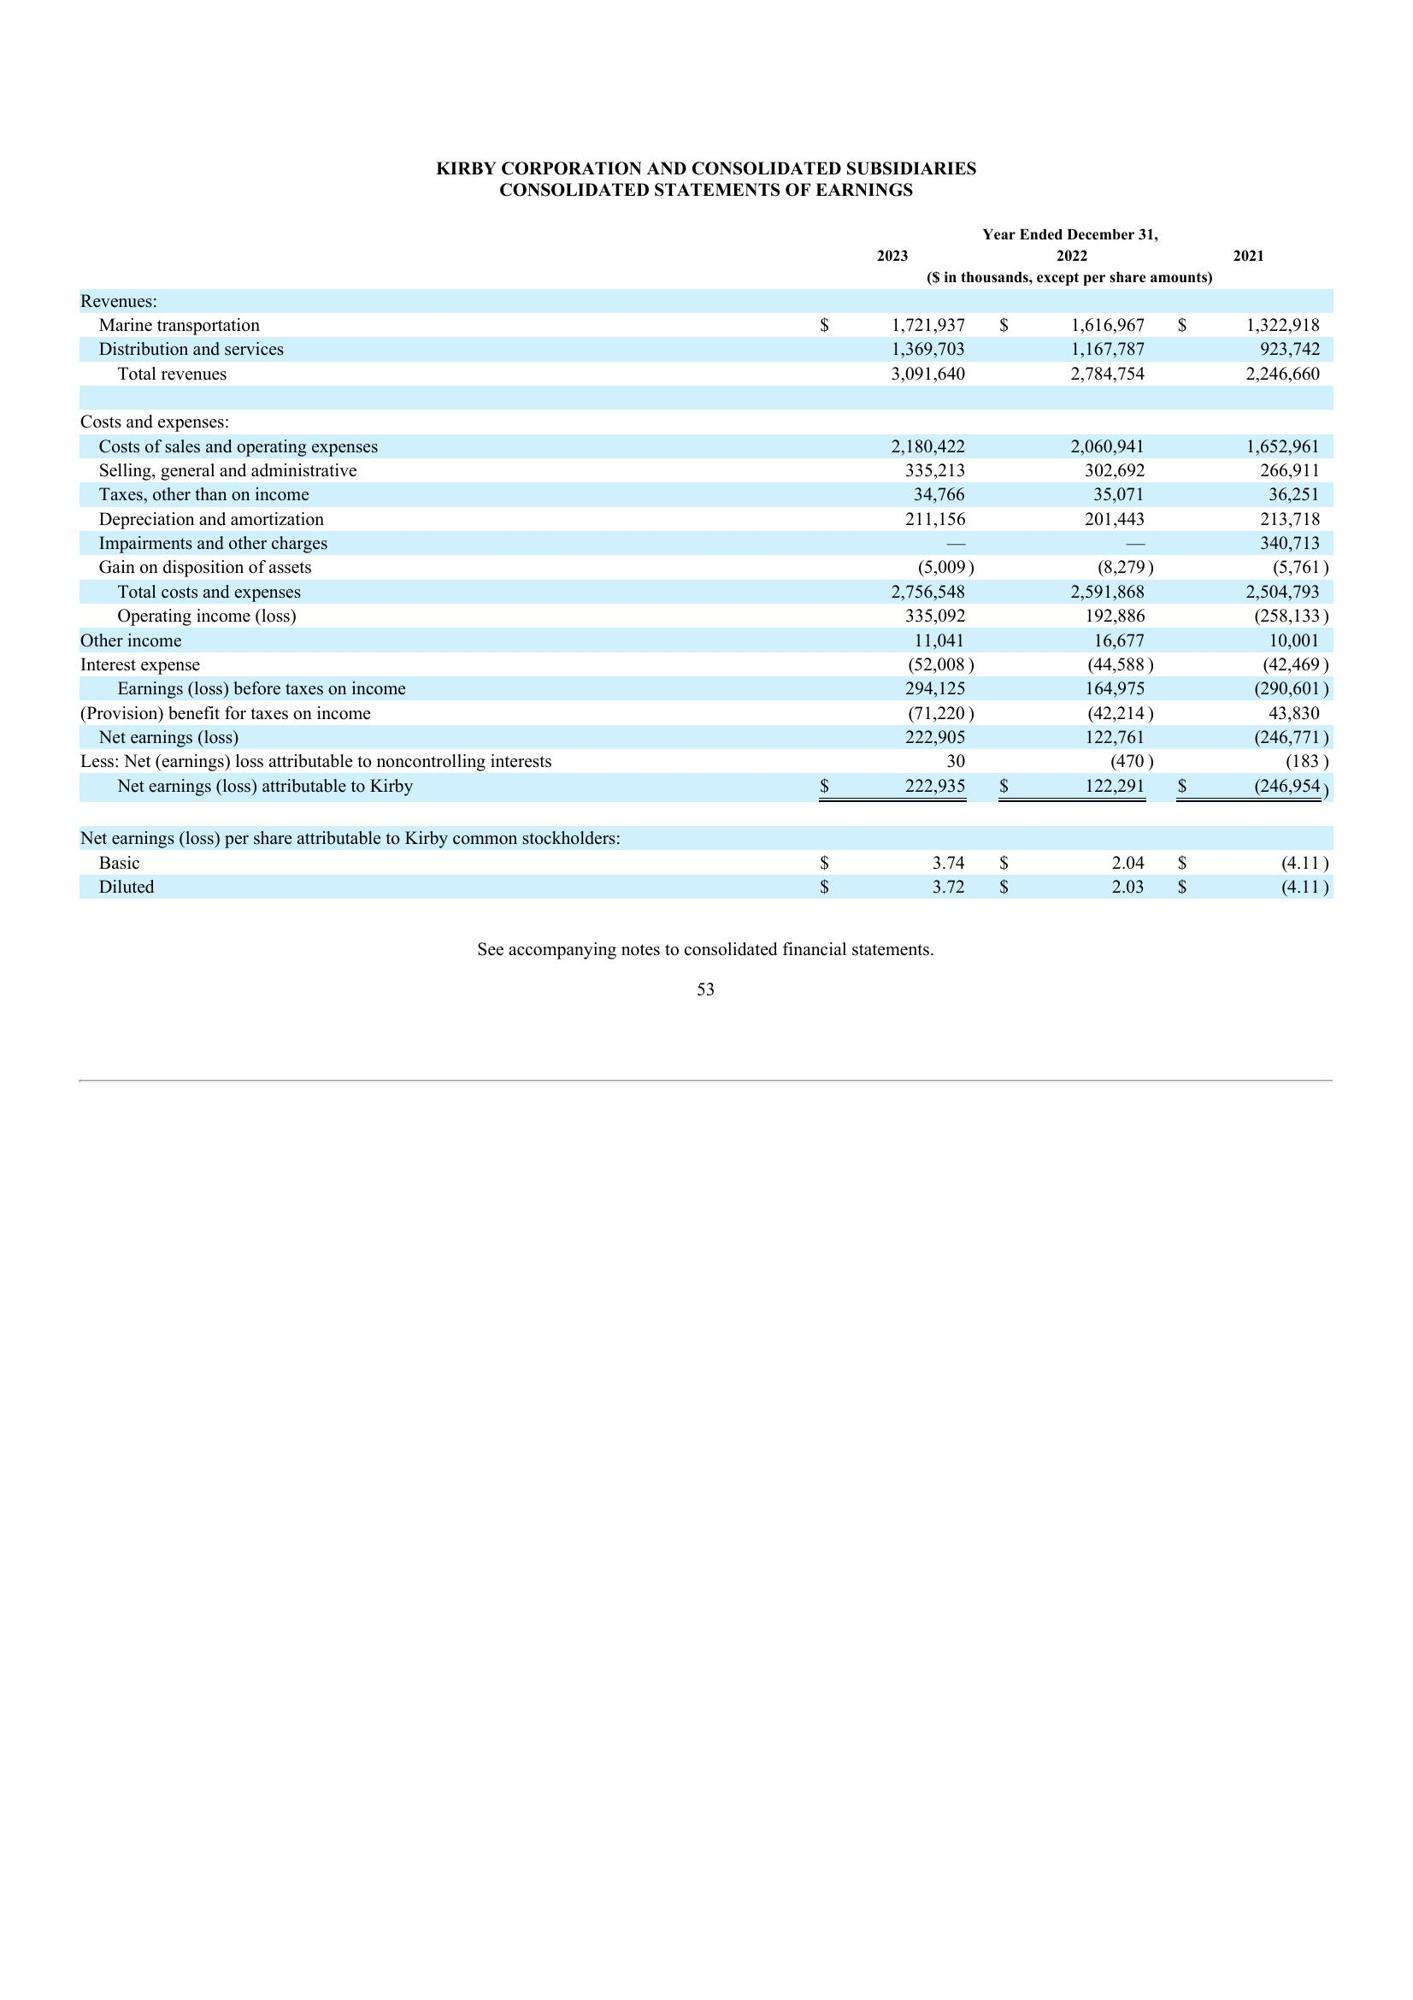 KIRBY CORPORATION AND CONSOLIDATED SUBSIDIARIES
CONSOLIDATED STATEMENTS OF EARNINGS
Year Ended December 31,
2023 2022 2021
($ in thousands, except per share amounts)
Revenues:
Marine transportation $ 1,721,937 $ 1,616,967 $ 1,322,918
Distribution and services 1,369,703 1,167,787 923,742
Total revenues 3,091,640 2,784,754 2,246,660
Costs and expenses:
Costs of sales and operating expenses 2,180,422 2,060,941 1,652,961
Selling, general and administrative 335,213 302,692 266,911
Taxes, other than on income 34,766 35,071 36,251
Depreciation and amortization 211,156 201,443 213,718
Impairments and other charges — — 340,713
Gain on disposition of assets (5,009) (8,279) (5,761)
Total costs and expenses 2,756,548 2,591,868 2,504,793
Operating income (loss) 335,092 192,886 (258,133)
Other income 11,041 16,677 10,001
Interest expense (52,008) (44,588) (42,469)
Earnings (loss) before taxes on income 294,125 164,975 (290,601)
(Provision) benefit for taxes on income (71,220) (42,214) 43,830
Net earnings (loss) 222,905 122,761 (246,771)
Less: Net (earnings) loss attributable to noncontrolling interests 30 (470) (183)
Net earnings (loss) attributable to Kirby $ 222,935 $ 122,291 $ (246,954)
Net earnings (loss) per share attributable to Kirby common stockholders:
Basic $ 3.74 $ 2.04 $ (4.11)
Diluted $ 3.72 $ 2.03 $ (4.11)
See accompanying notes to consolidated financial statements.
53